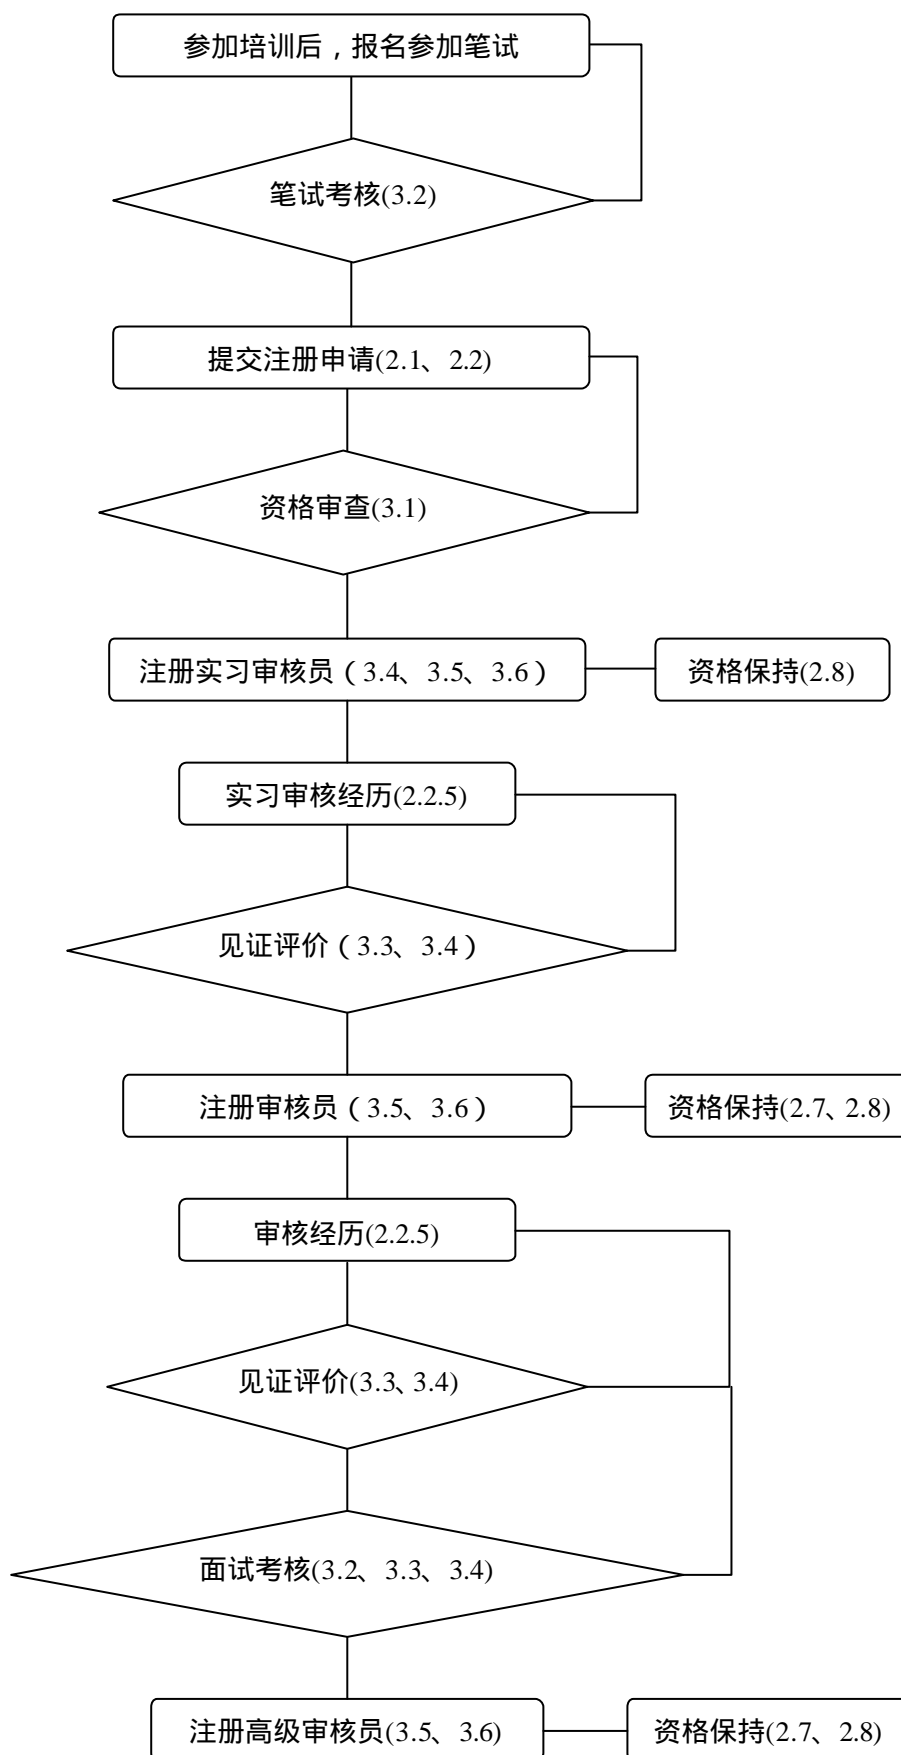 参加培训后，报名参加笔试
笔试考核(3.2)
提交注册申请(2.1、2.2)
资格审查(3.1)
注册实习审核员（3.4、3.5、3.6）
资格保持(2.8)
实习审核经历(2.2.5)
见证评价（3.3、3.4）
注册审核员（3.5、3.6）
资格保持(2.7、2.8)
审核经历(2.2.5)
见证评价(3.3、3.4)
面试考核(3.2、3.3、3.4)
注册高级审核员(3.5、3.6)
资格保持(2.7、2.8)